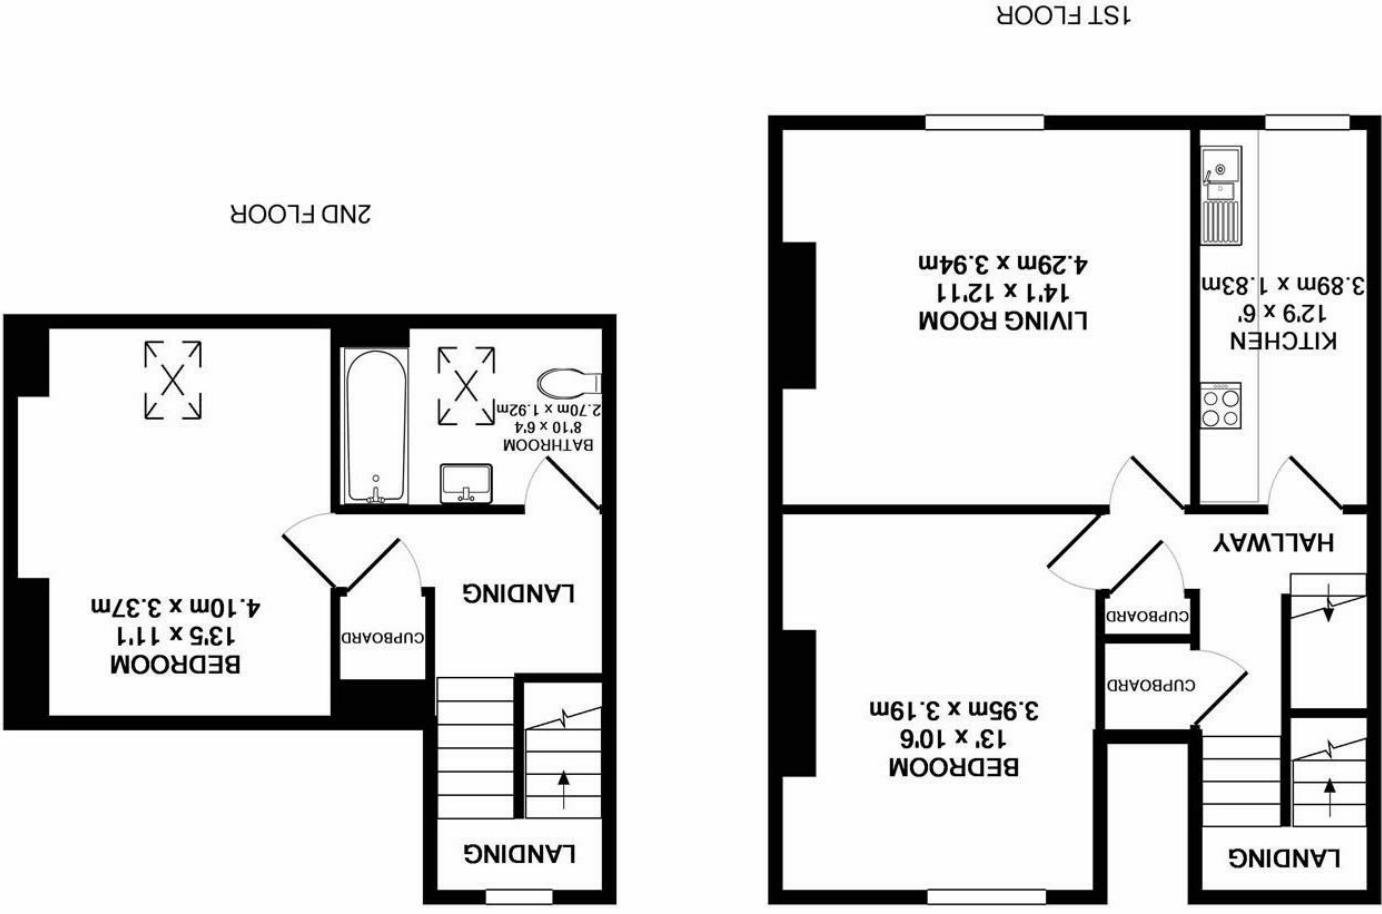 LANDING
BEDROOM
13' x 10'6
3.95m x 3.19m
CUPBOARD
CUPBOARD
HALLWAY
KITCHEN
12'9 x 6'
3.89m x 1.83m
LIVING ROOM
14'1 x 12'11
4.29m x 3.94m
1ST FLOOR
LANDING
BEDROOM
13'5 x 11'1
4.10m x 3.37m
CUPBOARD
LANDING
BATHROOM
8'10 x 6'4
2.70m x 1.92m
2ND FLOOR